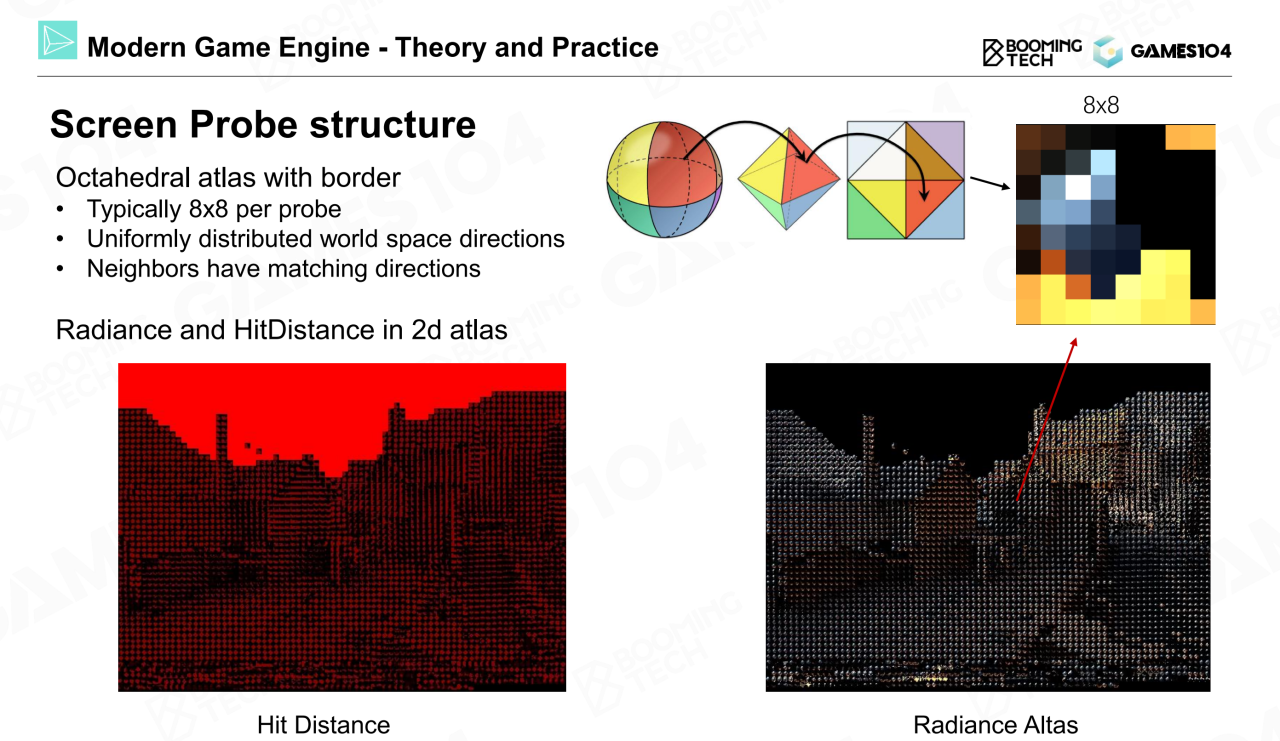 Modern Game Engine - Theory and Practice
BOOMING TECH
GAMES104
Screen Probe structure
Octahedral atlas with border
• Typically 8x8 per probe
• Uniformly distributed world space directions
• Neighbors have matching directions
8x8
Radiance and HitDistance in 2d atlas
Hit Distance
Radiance Altas